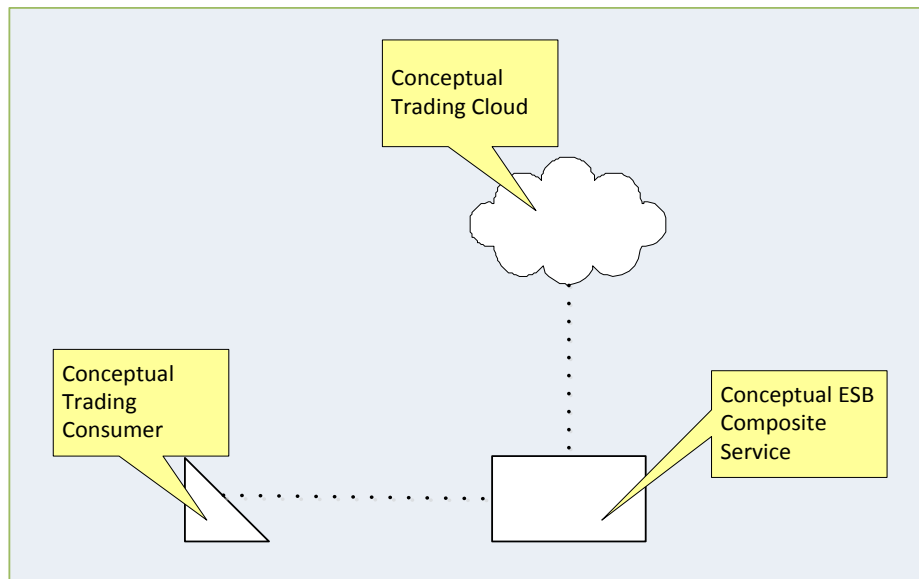 Conceptual
Trading Cloud
Conceptual
Trading
Consumer
Conceptual ESB
Composite
Service